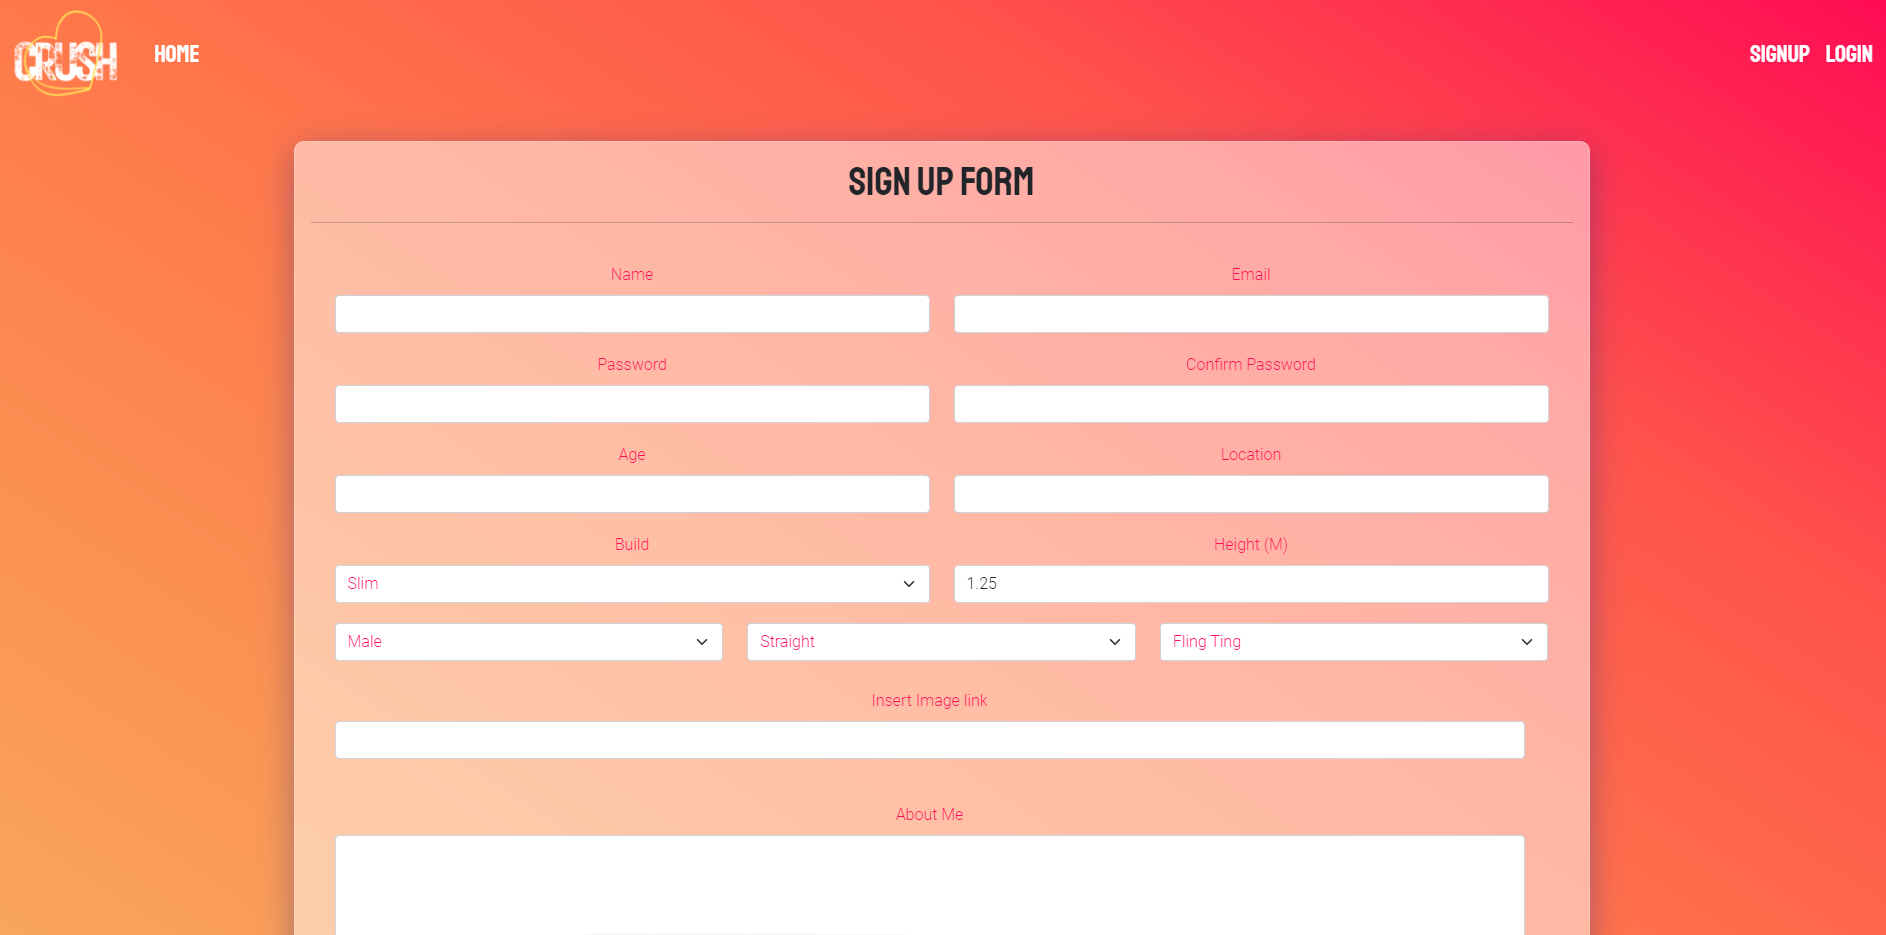 CRUSH
HOME
SIGNUP LOGIN
SIGN UP FORM
Name Email
Password Confirm Password
Age Location
Build Height (M)
Slim 1.25
Male Straight Fling Ting
Insert Image link
About Me